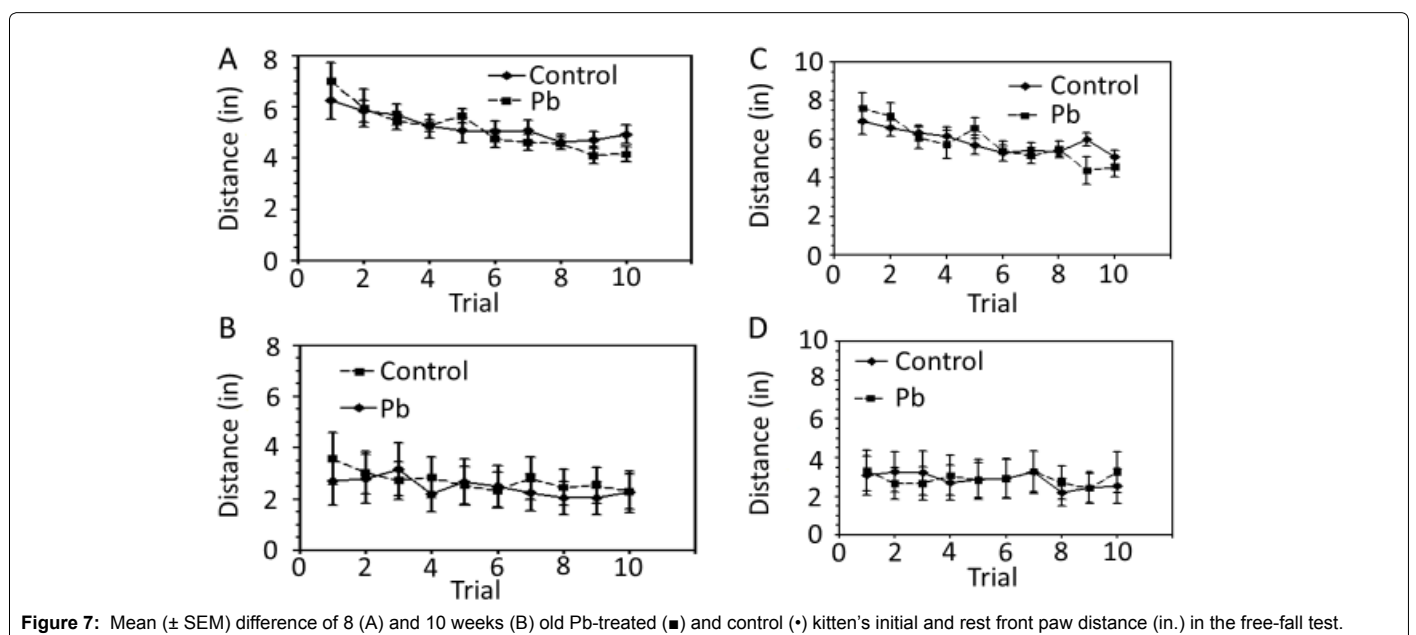 A
8
6
4
2
0
Distance (in)
Control
Pb
0 2 4 6 8 10
Trial
C
10
8
6
4
2
0
Distance (in)
Control
Pb
0 2 4 6 8 10
Trial
B
8
6
4
2
0
Distance (in)
Control
Pb
0 2 4 6 8 10
Trial
D
10
8
6
4
2
0
Distance (in)
Control
Pb
0 2 4 6 8 10
Trial
Figure 7: Mean (± SEM) difference of 8 (A) and 10 weeks (B) old Pb-treated (■) and control (•) kitten's initial and rest front paw distance (in.) in the free-fall test.